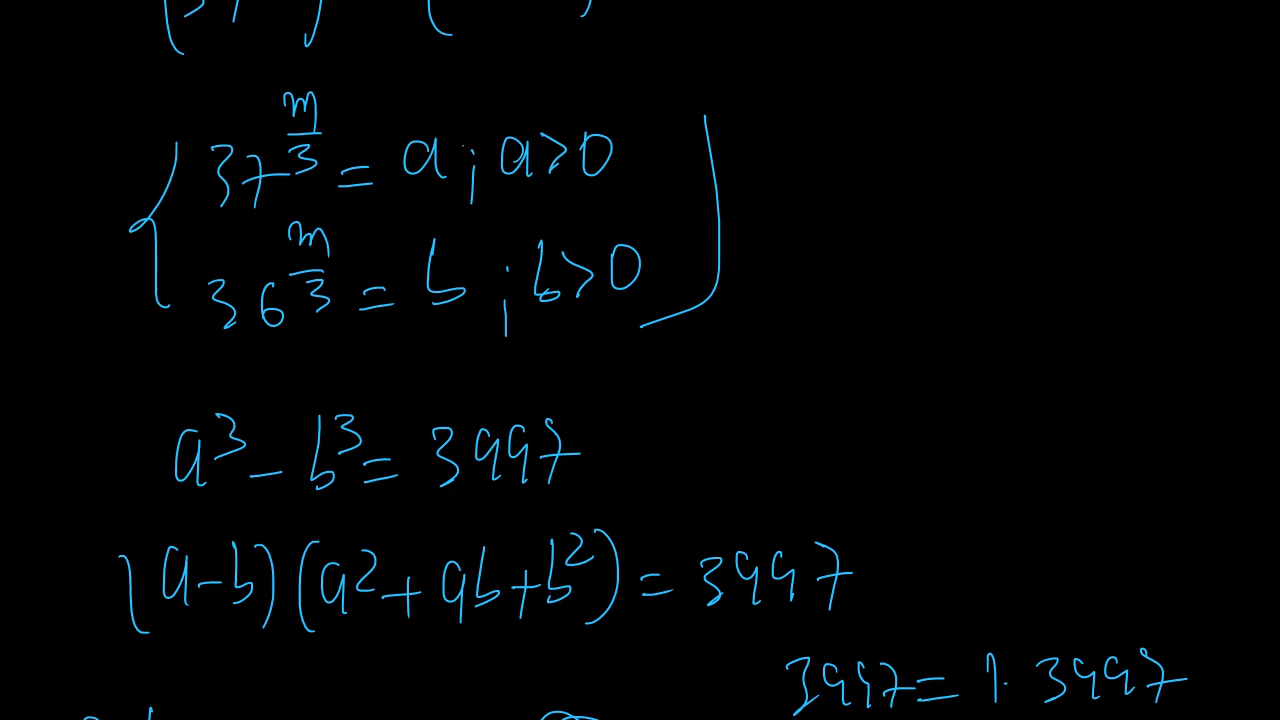 37^{m/3} = a ; a>0
36^{m/3} = b ; b>0
a³ - b³ = 3997
(a-b)(a²+ab+b²) = 3997
3997 = 1. 3997